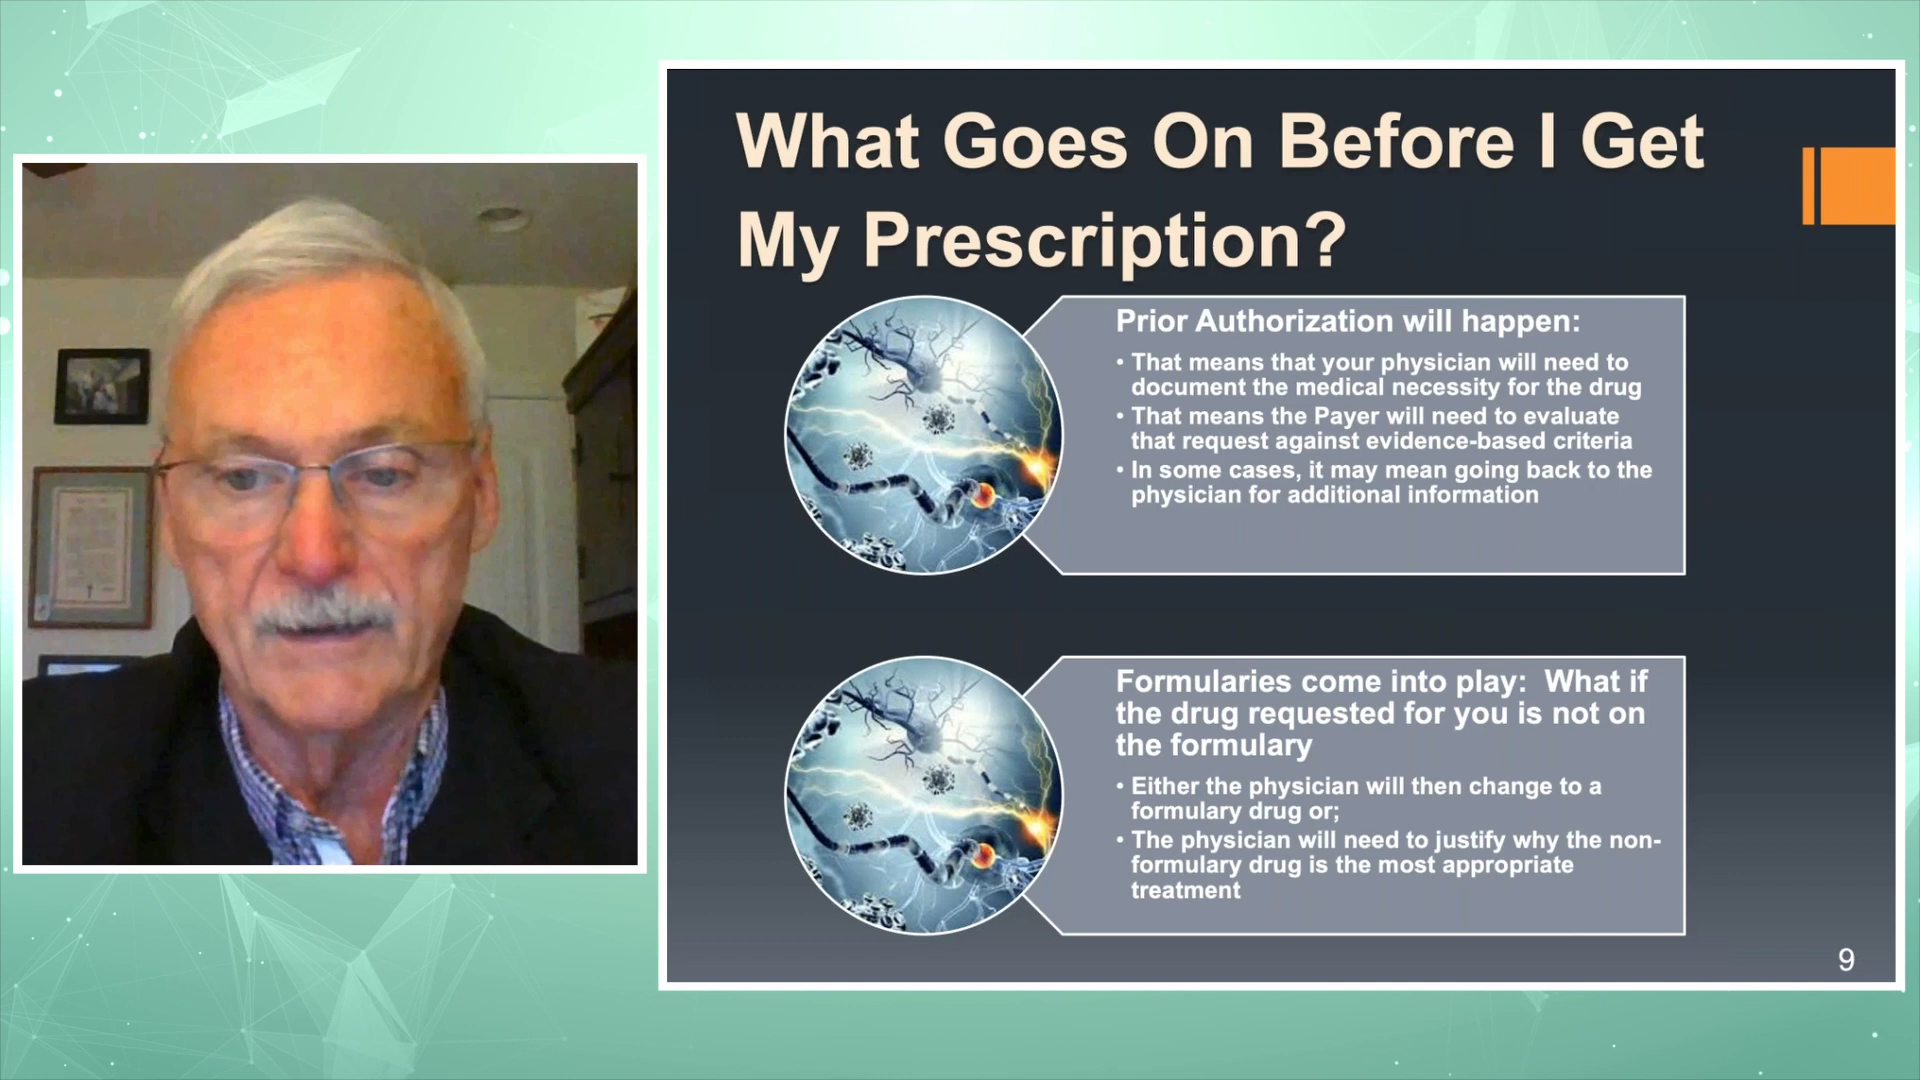 What Goes On Before I Get
My Prescription?
Prior Authorization will happen:
• That means that your physician will need to
document the medical necessity for the drug
• That means the Payer will need to evaluate
that request against evidence-based criteria
• In some cases, it may mean going back to the
physician for additional information
Formularies come into play:  What if
the drug requested for you is not on
the formulary
• Either the physician will then change to a
formulary drug or;
• The physician will need to justify why the non-
formulary drug is the most appropriate
treatment
9